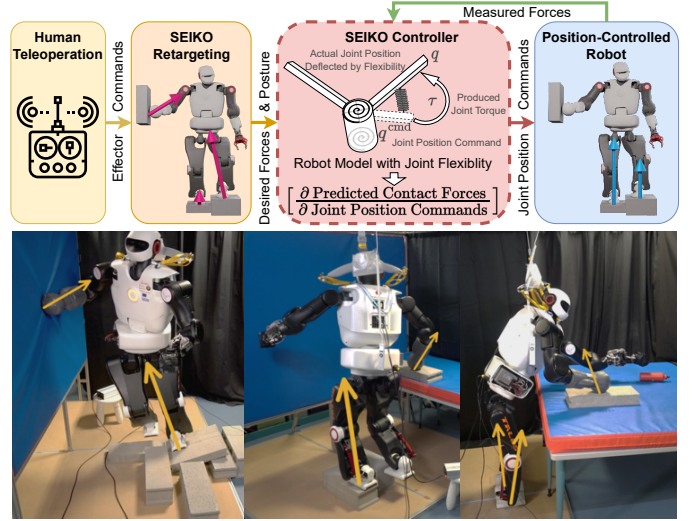 Measured Forces
Human
Teleoperation
Effector Commands
SEIKO
Retargeting
Desired Forces & Posture
SEIKO Controller
Actual Joint Position
Deflected by Flexibility
q
τ
Produced
Joint Torque
q^cmd
Joint Position Command
Robot Model with Joint Flexiblity
[∂ Predicted Contact Forces
∂ Joint Position Commands]
Joint Position Commands
Position-Controlled
Robot